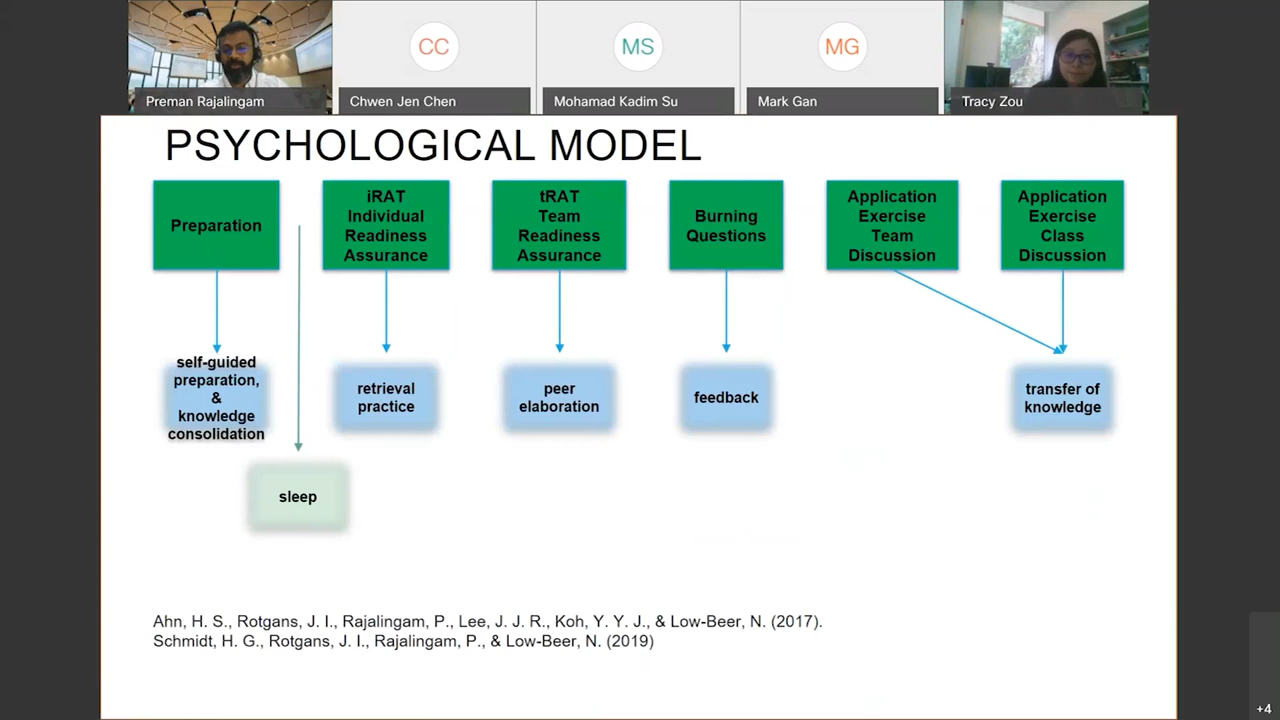 CC
MS
MG
Preman Rajalingam
Chwen Jen Chen
Mohamad Kadim Su
Mark Gan
Tracy Zou
PSYCHOLOGICAL MODEL
Preparation
iRAT
Individual
Readiness
Assurance
tRAT
Team
Readiness
Assurance
Burning
Questions
Application
Exercise
Team
Discussion
Application
Exercise
Class
Discussion
self-guided
preparation,
&
knowledge
consolidation
retrieval
practice
peer
elaboration
feedback
transfer of
knowledge
sleep
Ahn, H. S., Rotgans, J. I., Rajalingam, P., Lee, J. J. R., Koh, Y. Y. J., & Low-Beer, N. (2017).
Schmidt, H. G., Rotgans, J. I., Rajalingam, P., & Low-Beer, N. (2019)
+4